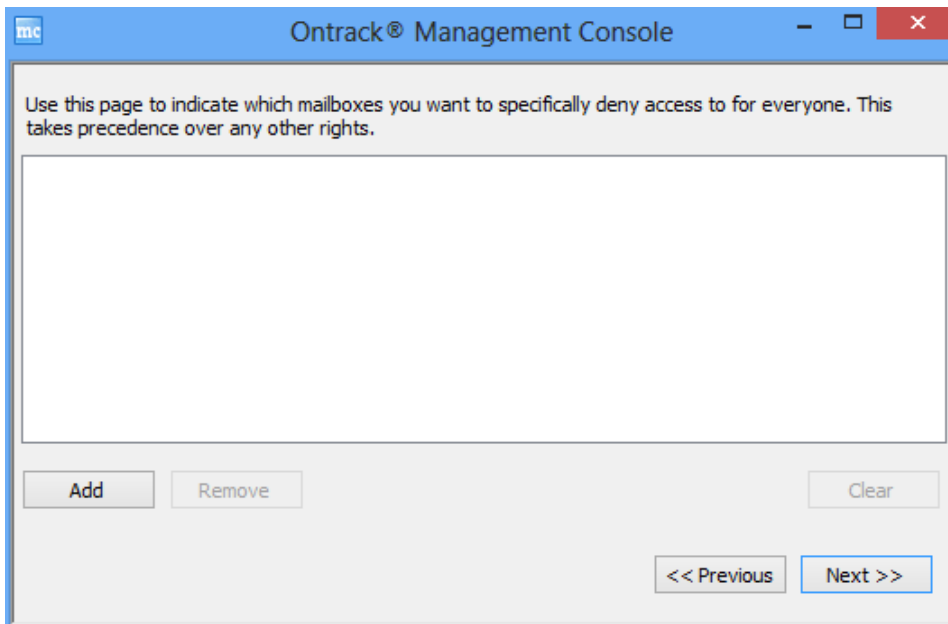 mc
Ontrack® Management Console
Use this page to indicate which mailboxes you want to specifically deny access to for everyone. This
takes precedence over any other rights.
Add
Remove
Clear
<< Previous
Next >>